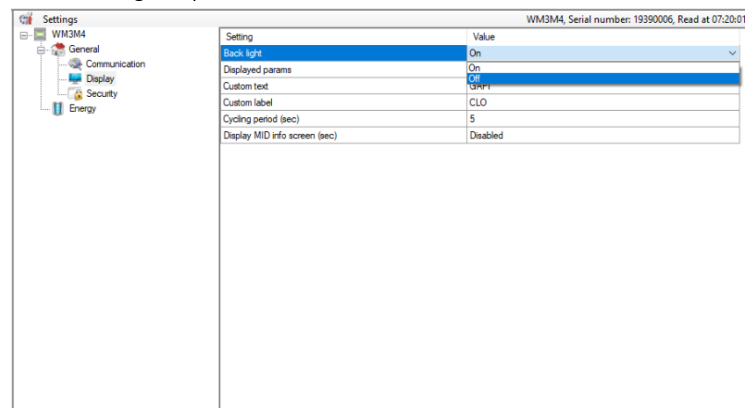 Settings
WM3M4, Serial number: 19390006, Read at 07:20:01
WM3M4
General
Communication
Display
Security
Energy
Setting Value
Back light On
Displayed params On
Off
Custom text
Custom label CLO
Cycling period (sec) 5
Display MID info screen (sec) Disabled